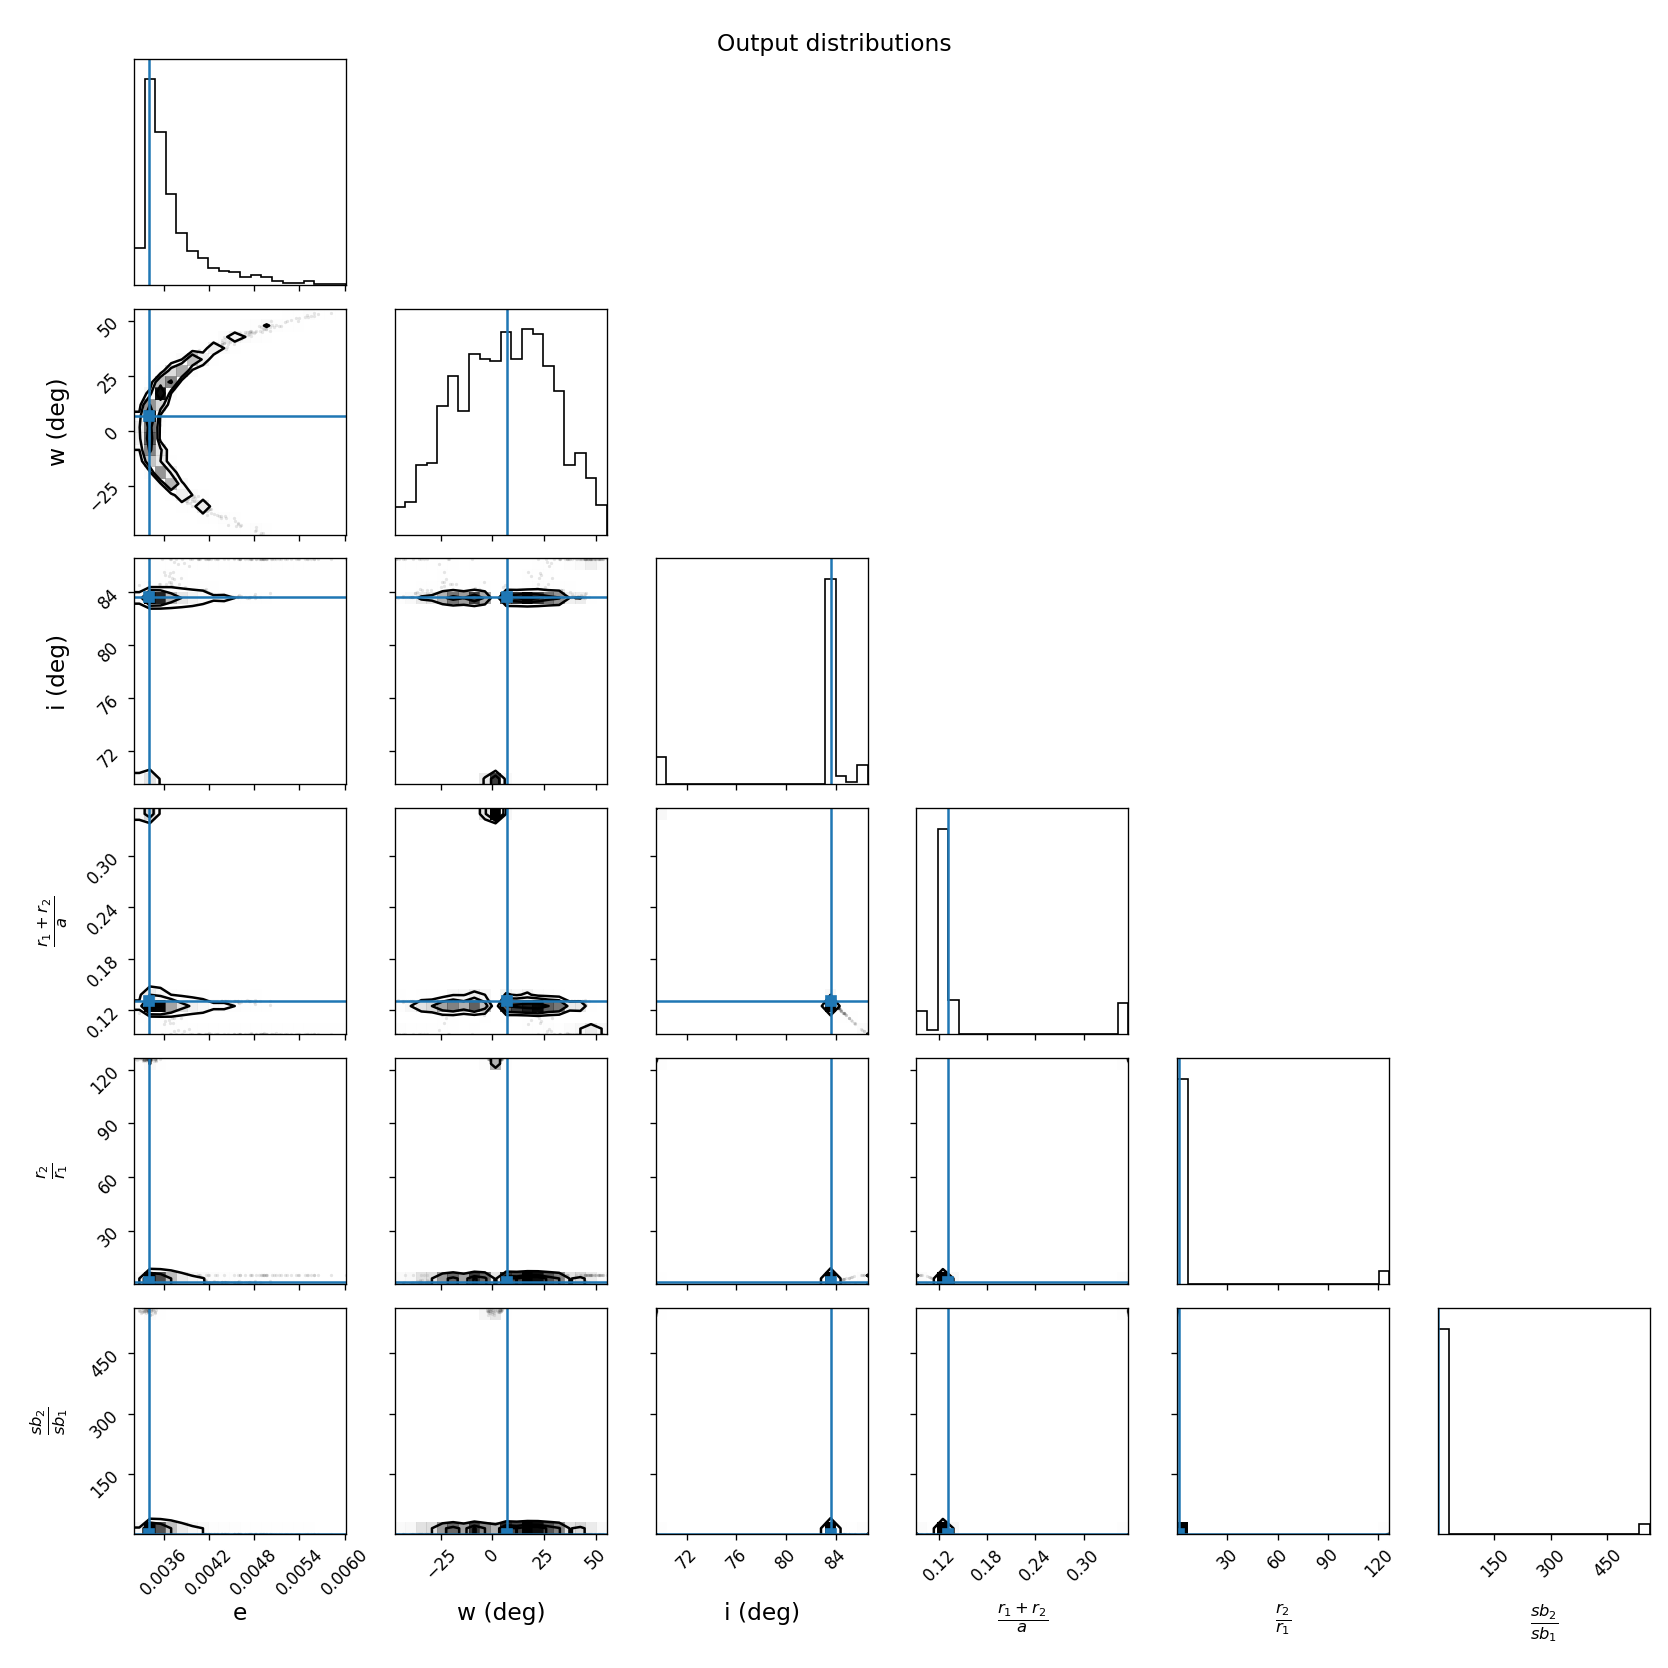 Output distributions
w (deg)
50
25
0
−25
i (deg)
84
80
76
72
r₁ + r₂
a
0.30
0.24
0.18
0.12
r₂
r₁
120
90
60
30
sb₂
sb₁
450
300
150
0.0036 0.0042 0.0048 0.0054 0.0060
−25 0 25 50
72 76 80 84
0.12 0.18 0.24 0.30
30 60 90 120
150 300 450
e
w (deg)
i (deg)
r₁ + r₂
a
r₂
r₁
sb₂
sb₁